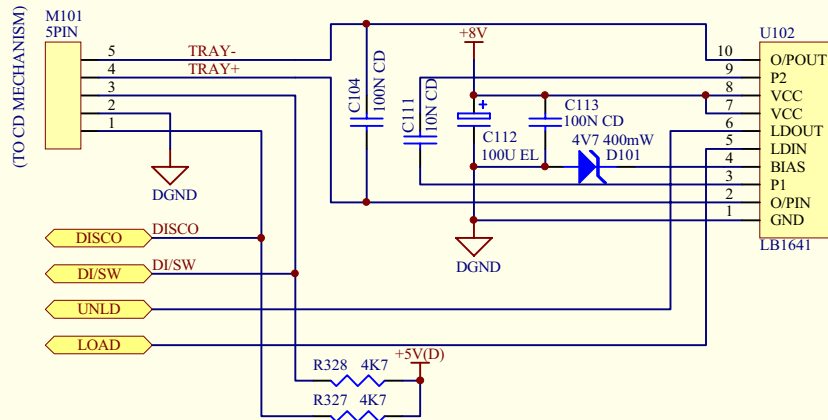 M101
5PIN
(TO CD MECHANISM)
5
4
3
2
1
TRAY-
TRAY+
C104
100N CD
C111
10N CD
+8V
C112
100U EL
C113
100N CD
4V7 400mW
D101
DGND
DGND
U102
10 O/POUT
9 P2
8 VCC
7 VCC
6 LDOUT
5 LDIN
4 BIAS
3 P1
2 O/PIN
1 GND
LB1641
DISCO DISCO
DI/SW DI/SW
UNLD
LOAD
+5V(D)
R328 4K7
R327 4K7